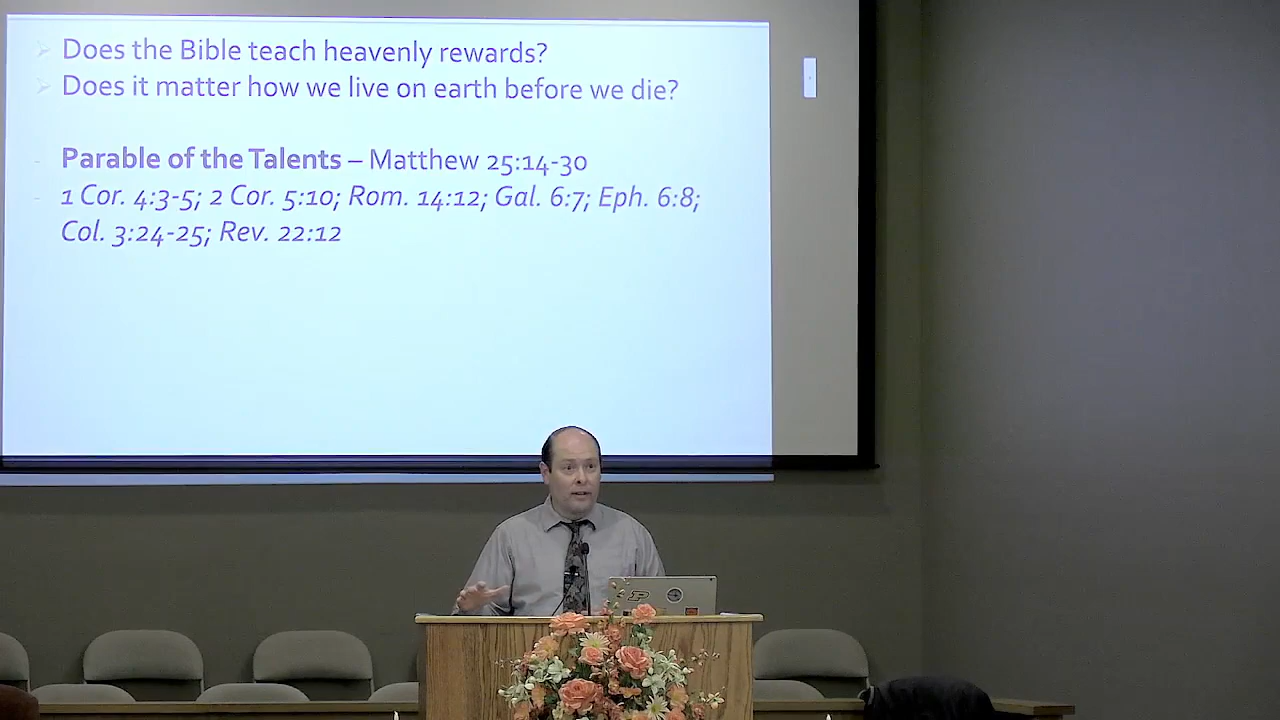 Does the Bible teach heavenly rewards?
Does it matter how we live on earth before we die?
- Parable of the Talents – Matthew 25:14-30
- 1 Cor. 4:3-5; 2 Cor. 5:10; Rom. 14:12; Gal. 6:7; Eph. 6:8;
Col. 3:24-25; Rev. 22:12
P